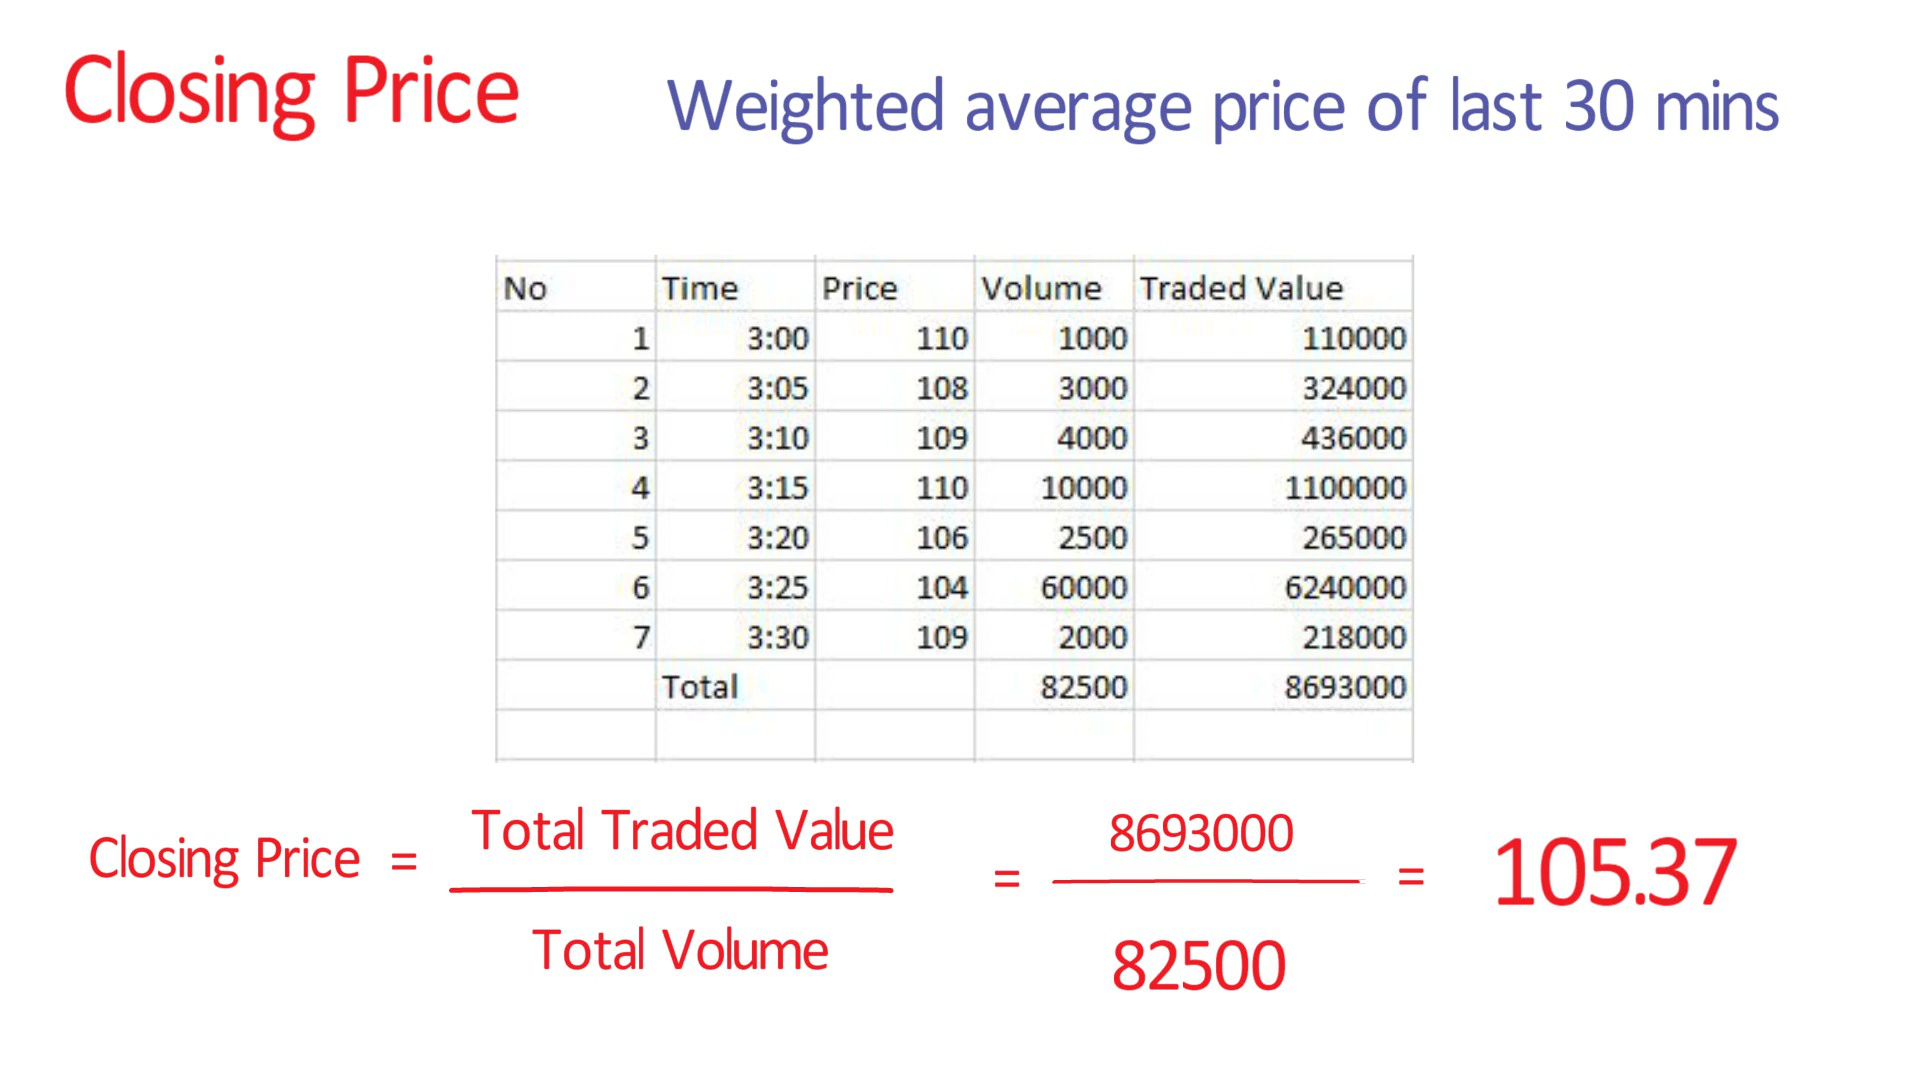 Closing Price
Weighted average price of last 30 mins
No Time Price Volume Traded Value
1 3:00 110 1000 110000
2 3:05 108 3000 324000
3 3:10 109 4000 436000
4 3:15 110 10000 1100000
5 3:20 106 2500 265000
6 3:25 104 60000 6240000
7 3:30 109 2000 218000
Total 82500 8693000
Closing Price = Total Traded Value = 8693000 = 105.37
Total Volume 82500